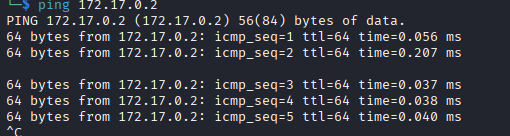 └─$ ping 172.17.0.2
PING 172.17.0.2 (172.17.0.2) 56(84) bytes of data.
64 bytes from 172.17.0.2: icmp_seq=1 ttl=64 time=0.056 ms
64 bytes from 172.17.0.2: icmp_seq=2 ttl=64 time=0.207 ms

64 bytes from 172.17.0.2: icmp_seq=3 ttl=64 time=0.037 ms
64 bytes from 172.17.0.2: icmp_seq=4 ttl=64 time=0.038 ms
64 bytes from 172.17.0.2: icmp_seq=5 ttl=64 time=0.040 ms
^C